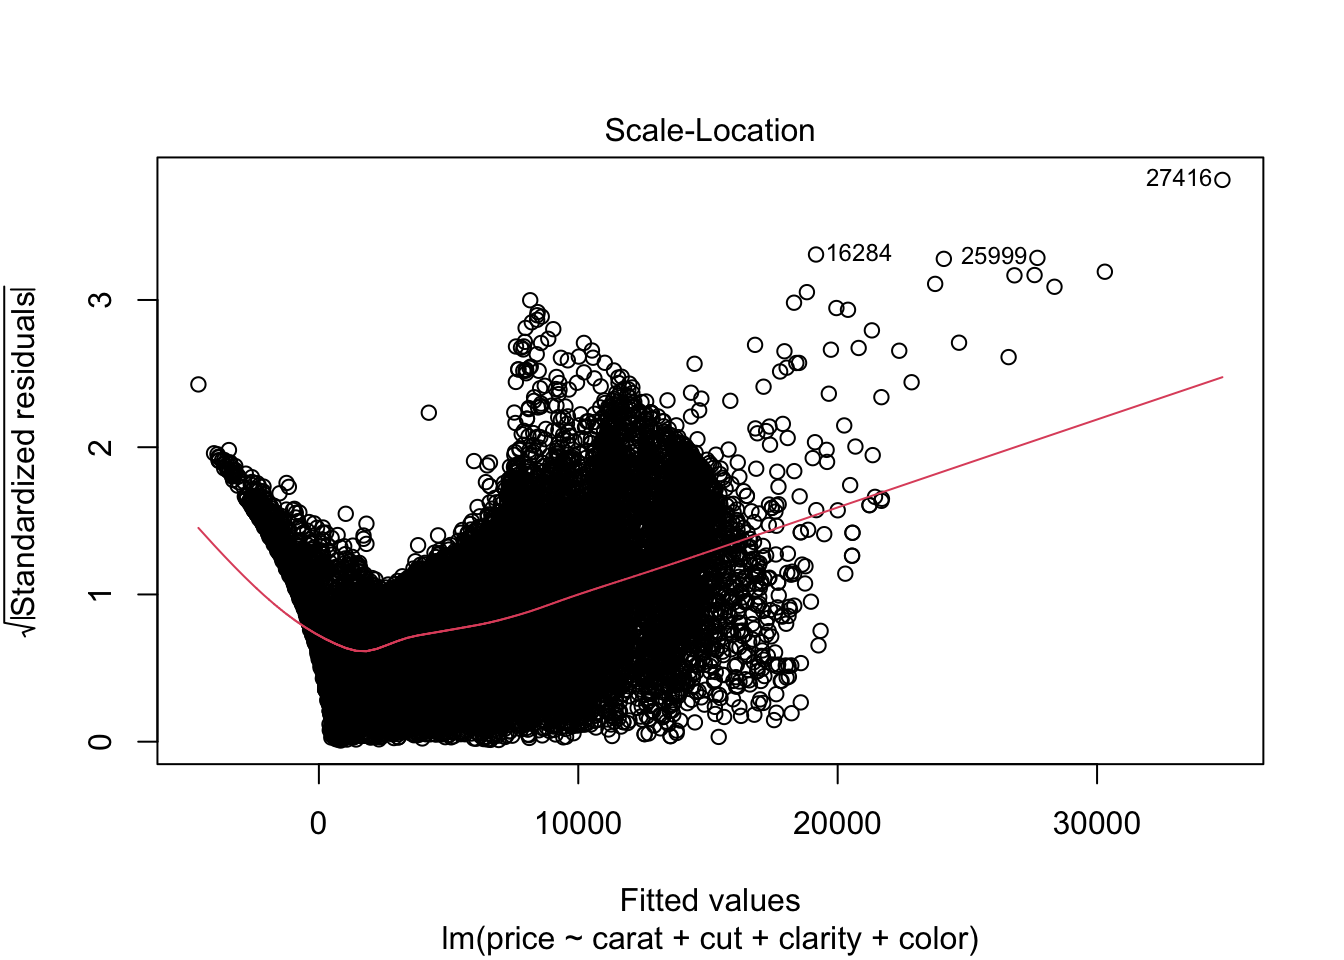 Scale-Location
27416
16284
25999
√|Standardized residuals|
3
2
1
0
0 10000 20000 30000
Fitted values
lm(price ~ carat + cut + clarity + color)